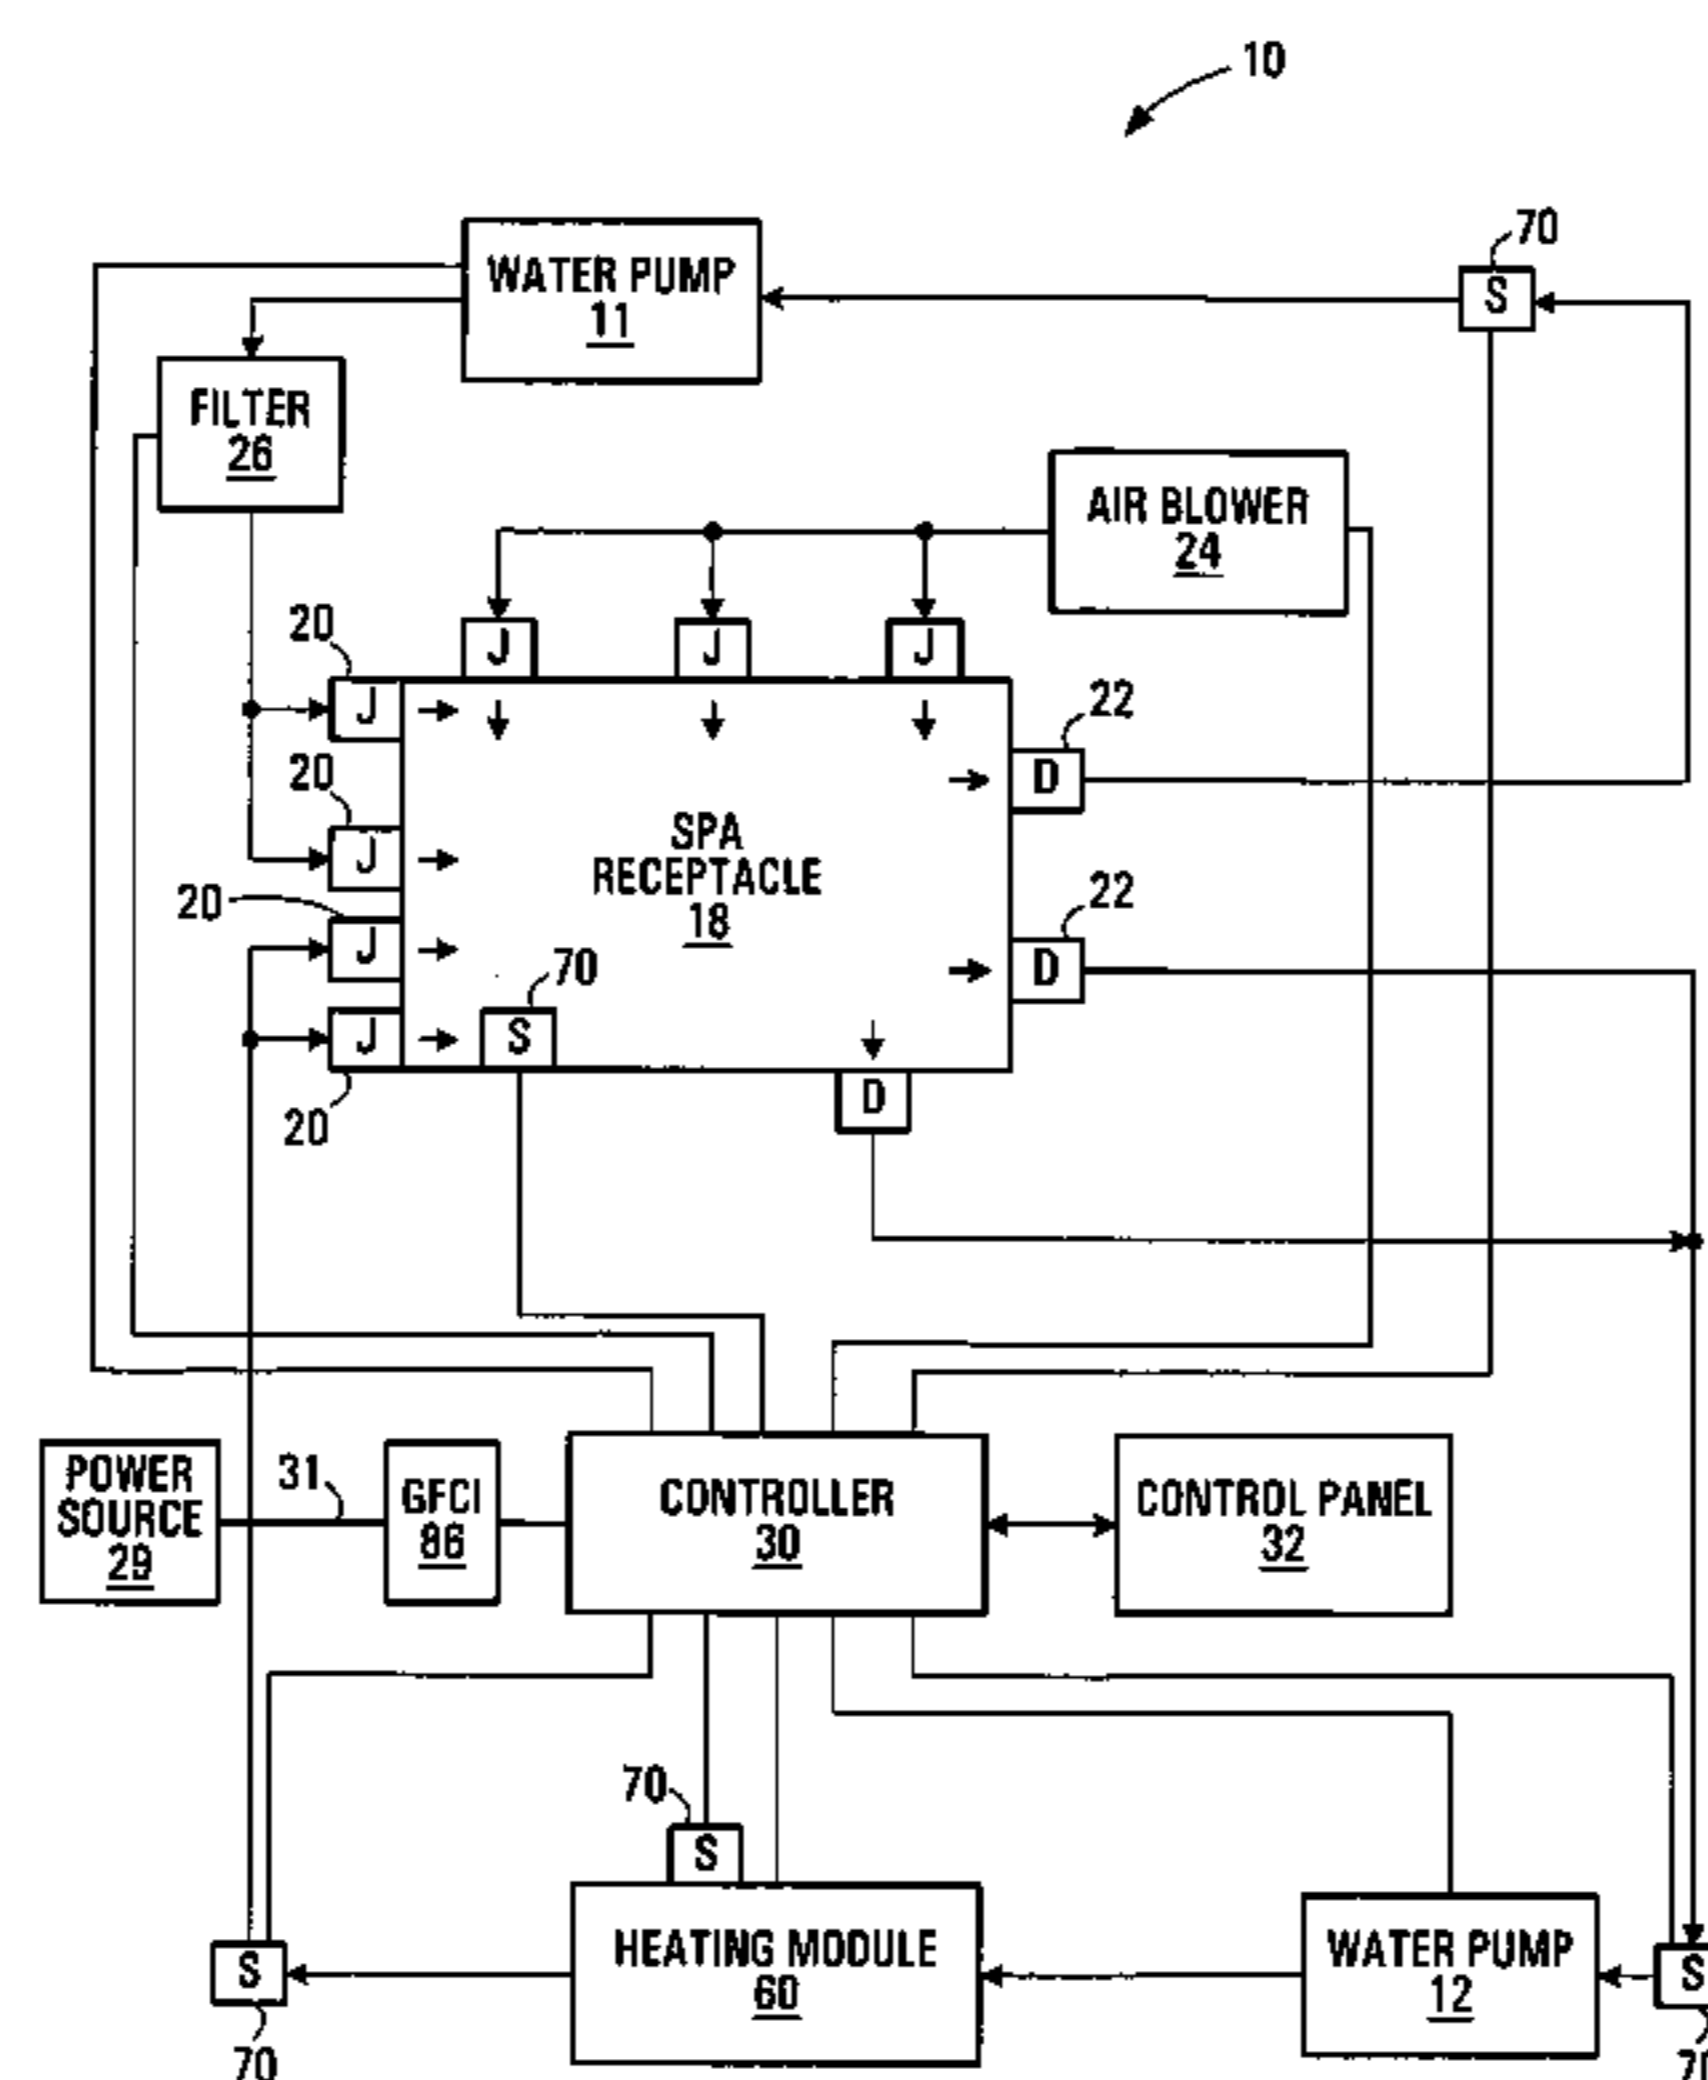 10
70
WATER PUMP
11
S
FILTER
26
AIR BLOWER
24
20
J
J
J
J
22
D
20
J
SPA
RECEPTACLE
18
22
D
20
J
70
S
J
20
D
POWER
SOURCE
29
31
GFCI
86
CONTROLLER
30
CONTROL PANEL
32
70
S
HEATING MODULE
60
WATER PUMP
12
S
70
S
70